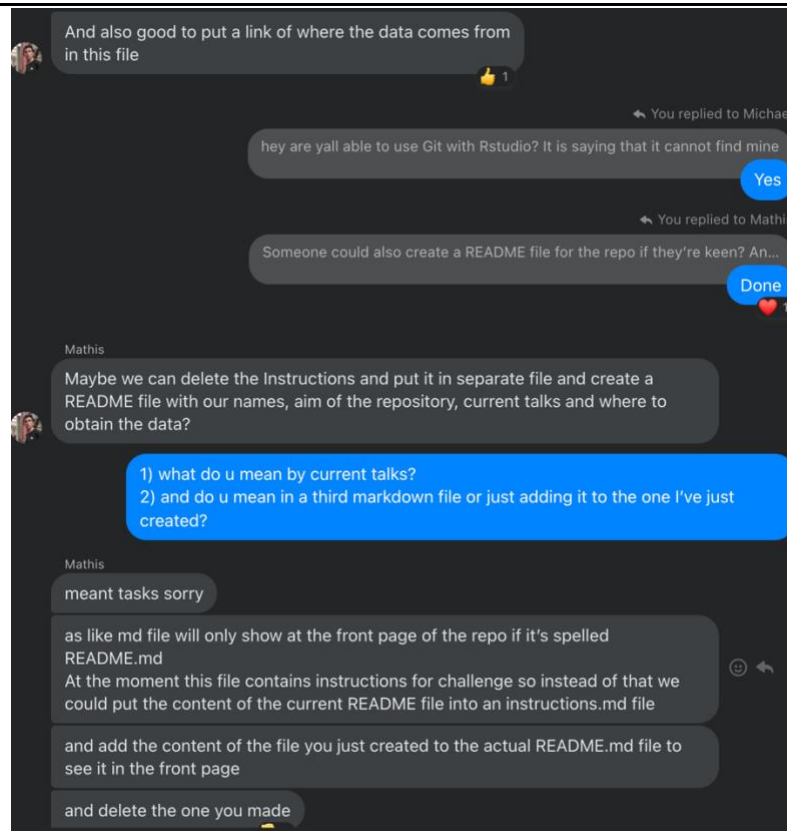 And also good to put a link of where the data comes from
in this file
👍 1
You replied to Michae
hey are yall able to use Git with Rstudio? It is saying that it cannot find mine
Yes
You replied to Mathi
Someone could also create a README file for the repo if they're keen? An...
Done
❤️ 1
Mathis
Maybe we can delete the Instructions and put it in separate file and create a
README file with our names, aim of the repository, current talks and where to
obtain the data?
1) what do u mean by current talks?
2) and do u mean in a third markdown file or just adding it to the one I've just
created?
Mathis
meant tasks sorry
as like md file will only show at the front page of the repo if it's spelled
README.md
At the moment this file contains instructions for challenge so instead of that we
could put the content of the current README file into an instructions.md file
and add the content of the file you just created to the actual README.md file to
see it in the front page
and delete the one you made